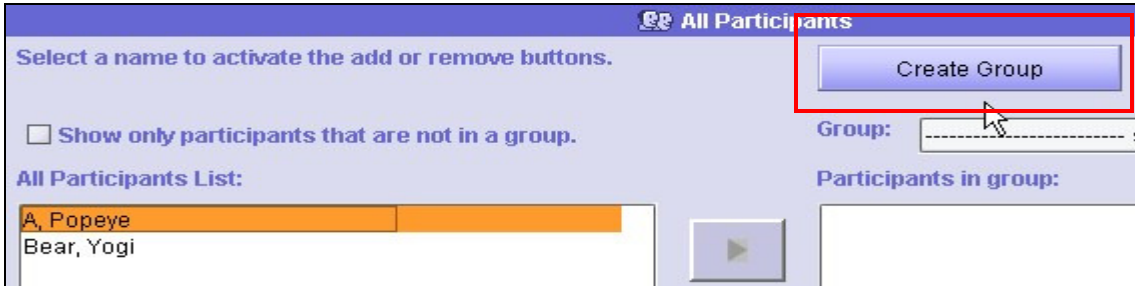 All Participants
Select a name to activate the add or remove buttons.
Create Group
Show only participants that are not in a group.
Group:
-------------------------
All Participants List:
Participants in group:
A, Popeye
Bear, Yogi